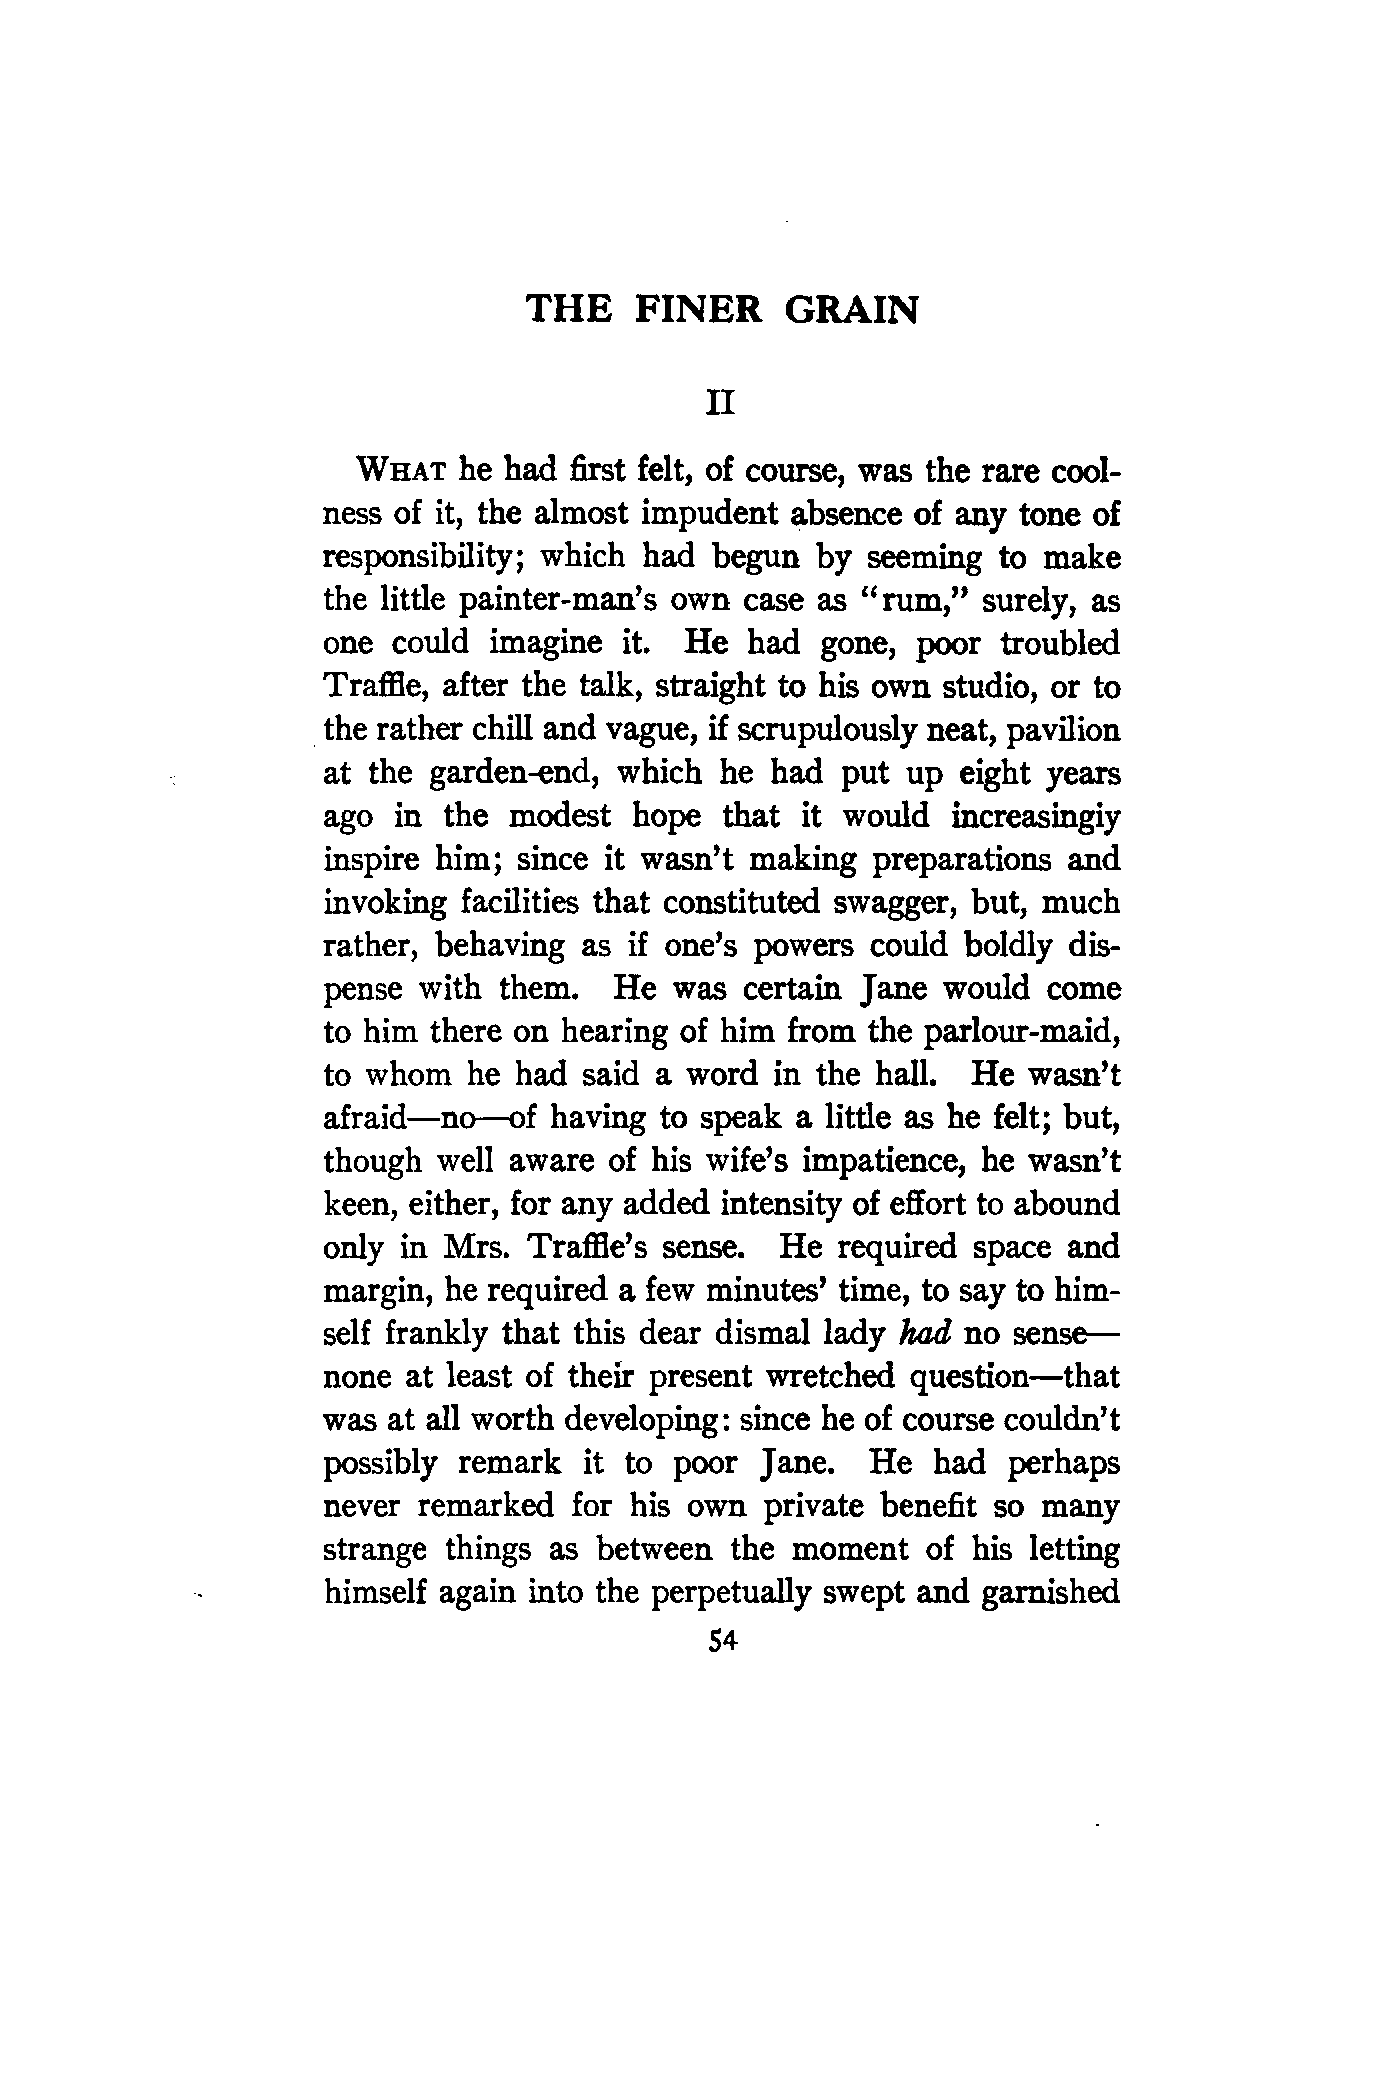 THE FINER GRAIN
II
WHAT he had first felt, of course, was the rare cool-
ness of it, the almost impudent absence of any tone of
responsibility; which had begun by seeming to make
the little painter-man's own case as "rum," surely, as
one could imagine it. He had gone, poor troubled
Traffle, after the talk, straight to his own studio, or to
the rather chill and vague, if scrupulously neat, pavilion
at the garden-end, which he had put up eight years
ago in the modest hope that it would increasingiy
inspire him; since it wasn't making preparations and
invoking facilities that constituted swagger, but, much
rather, behaving as if one's powers could boldly dis-
pense with them. He was certain Jane would come
to him there on hearing of him from the parlour-maid,
to whom he had said a word in the hall. He wasn't
afraid—no—of having to speak a little as he felt; but,
though well aware of his wife's impatience, he wasn't
keen, either, for any added intensity of effort to abound
only in Mrs. Traffle's sense. He required space and
margin, he required a few minutes' time, to say to him-
self frankly that this dear dismal lady had no sense—
none at least of their present wretched question—that
was at all worth developing: since he of course couldn't
possibly remark it to poor Jane. He had perhaps
never remarked for his own private benefit so many
strange things as between the moment of his letting
himself again into the perpetually swept and garnished
54